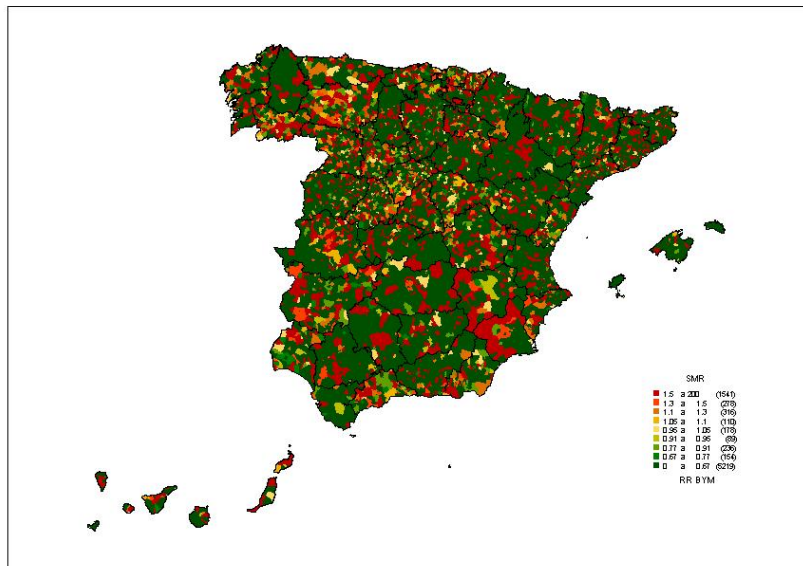 SMR
1.5 a 200 (1541)
1.3 a 1.5 (278)
1.1 a 1.3 (316)
1.05 a 1.1 (110)
0.95 a 1.05 (178)
0.91 a 0.95 (89)
0.77 a 0.91 (236)
0.67 a 0.77 (154)
0 a 0.67 (5219)
RR BYM